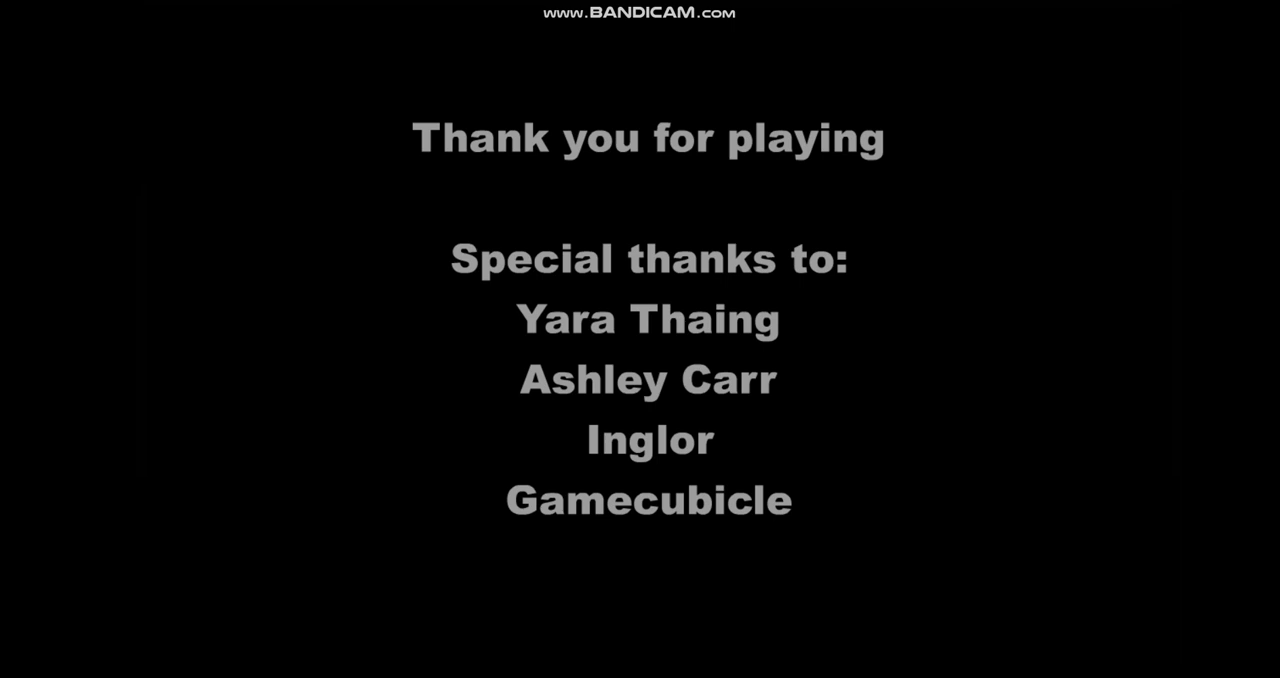 www.BANDICAM.com
Thank you for playing
Special thanks to:
Yara Thaing
Ashley Carr
Inglor
Gamecubicle